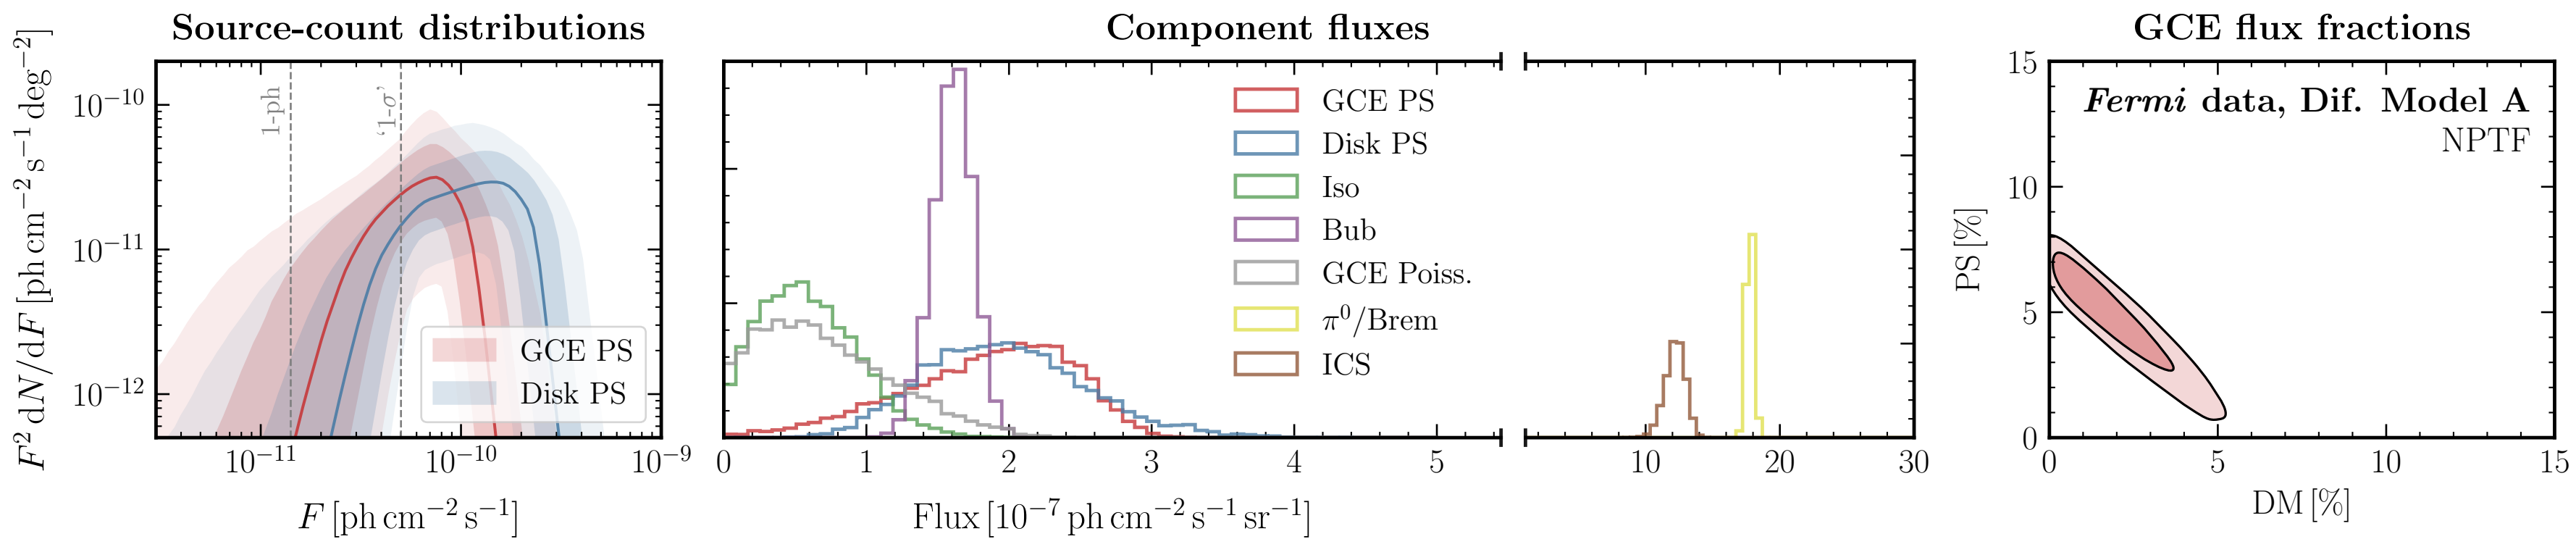 Source-count distributions
F² dN/dF [ph cm⁻² s⁻¹ deg⁻²]
10⁻¹⁰
10⁻¹¹
10⁻¹²
1-ph
‘1-σ’
GCE PS
Disk PS
10⁻¹¹ 10⁻¹⁰ 10⁻⁹
F [ph cm⁻² s⁻¹]
Component fluxes
GCE PS
Disk PS
Iso
Bub
GCE Poiss.
π⁰/Brem
ICS
0 1 2 3 4 5 10 20 30
Flux [10⁻⁷ ph cm⁻² s⁻¹ sr⁻¹]
GCE flux fractions
Fermi data, Dif. Model A
NPTF
PS [%]
15
10
5
0
0 5 10 15
DM [%]